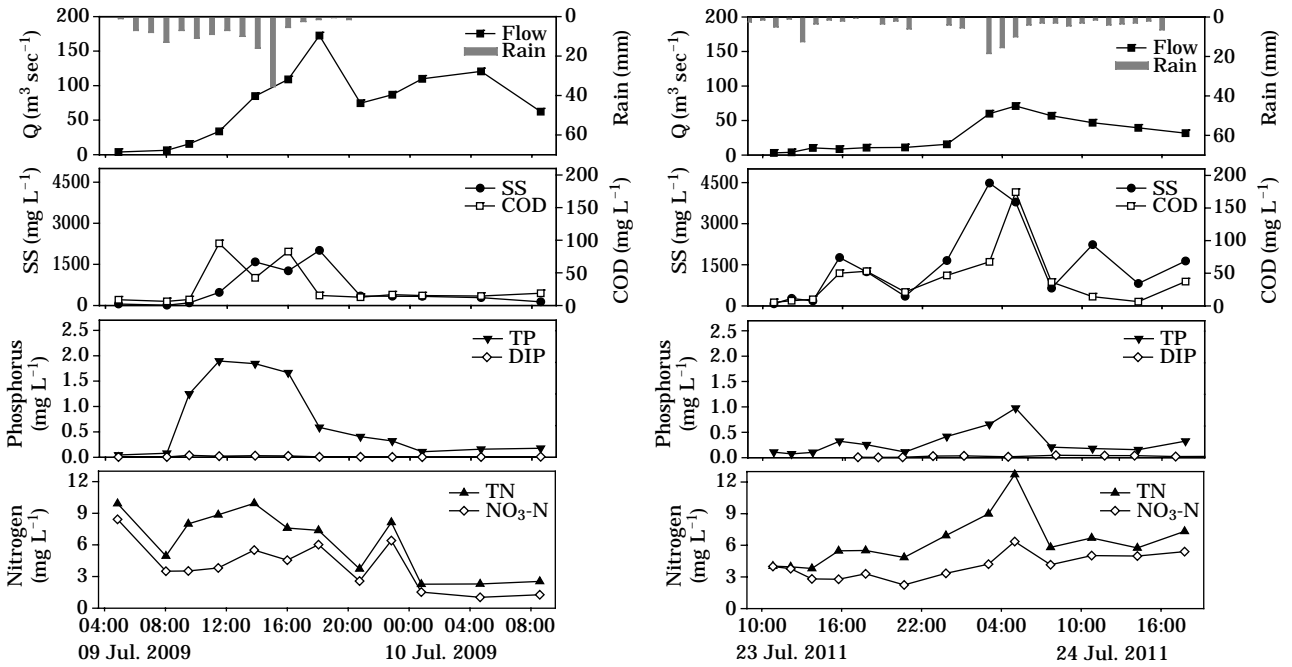 200
150
100
50
0
Q (m³ sec⁻¹)
Flow
Rain
0
20
40
60
Rain (mm)
4500
3000
1500
0
SS (mg L⁻¹)
SS
COD
200
150
100
50
0
COD (mg L⁻¹)
2.5
2.0
1.5
1.0
0.5
0.0
Phosphorus
(mg L⁻¹)
TP
DIP
12
9
6
3
0
Nitrogen
(mg L⁻¹)
TN
NO₃-N
04:00 08:00 12:00 16:00 20:00 00:00 04:00 08:00
09 Jul. 2009 10 Jul. 2009
200
150
100
50
0
Q (m³ sec⁻¹)
Flow
Rain
0
20
40
60
Rain (mm)
4500
3000
1500
0
SS (mg L⁻¹)
SS
COD
200
150
100
50
0
COD (mg L⁻¹)
2.5
2.0
1.5
1.0
0.5
0.0
Phosphorus
(mg L⁻¹)
TP
DIP
12
9
6
3
0
Nitrogen
(mg L⁻¹)
TN
NO₃-N
10:00 16:00 22:00 04:00 10:00 16:00
23 Jul. 2011 24 Jul. 2011